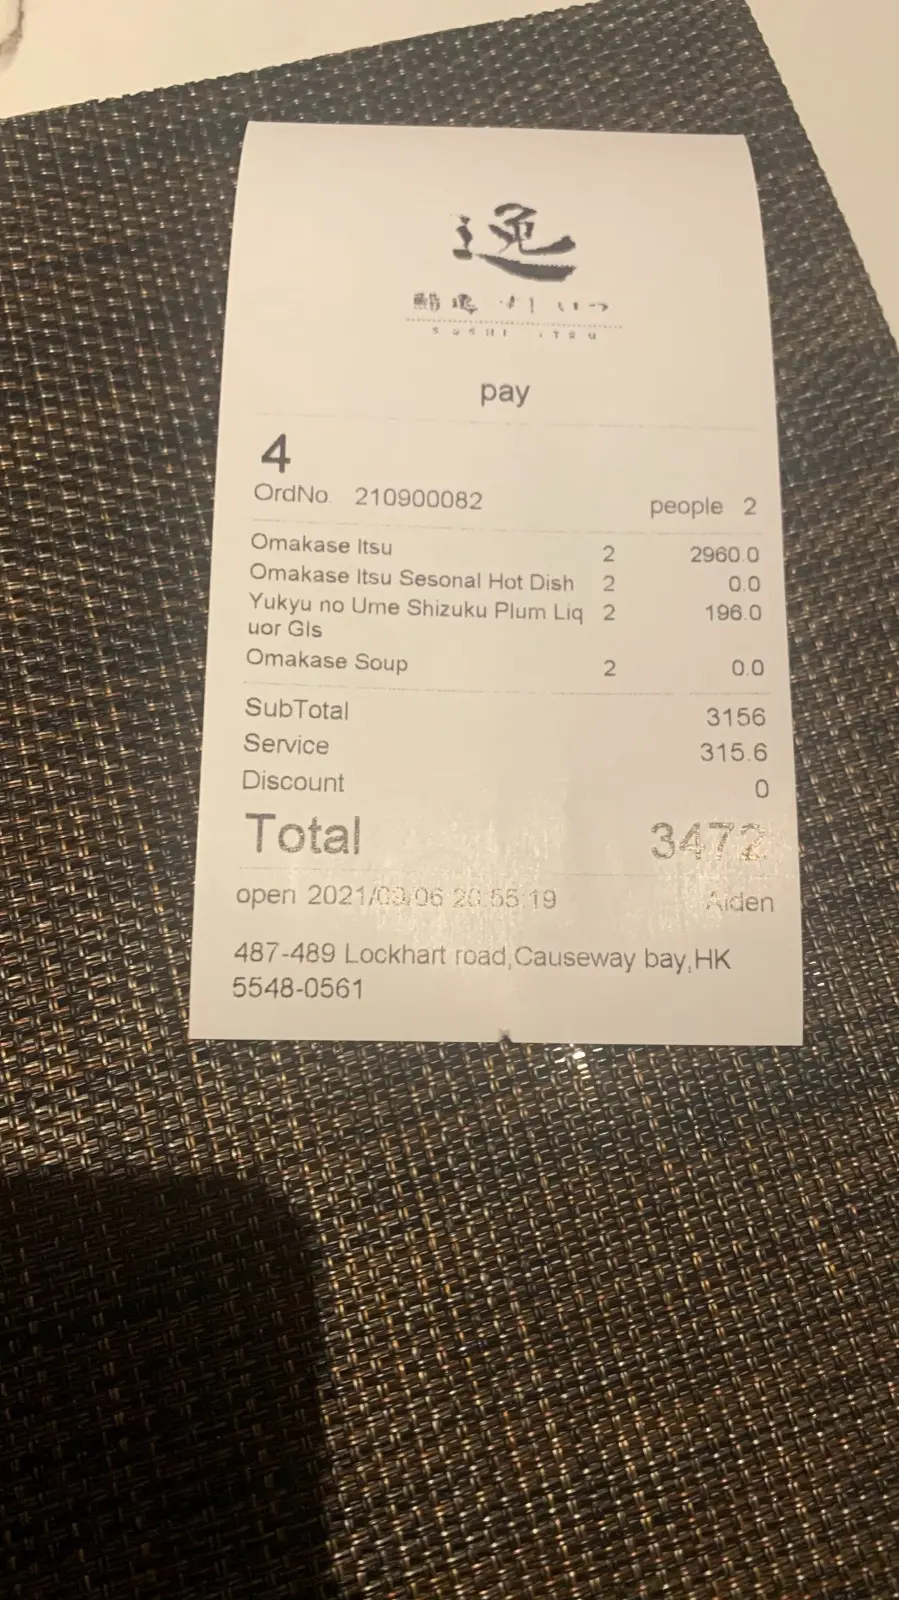 逸
SUSHI ITSU
pay
4
OrdNo. 210900082 people 2
Omakase Itsu 2 2960.0
Omakase Itsu Sesonal Hot Dish 2 0.0
Yukyu no Ume Shizuku Plum Liq 2 196.0
uor Gls
Omakase Soup 2 0.0
SubTotal 3156
Service 315.6
Discount 0
Total 3472
open 2021/09/06 20:55:19 Aiden
487-489 Lockhart road,Causeway bay,HK
5548-0561